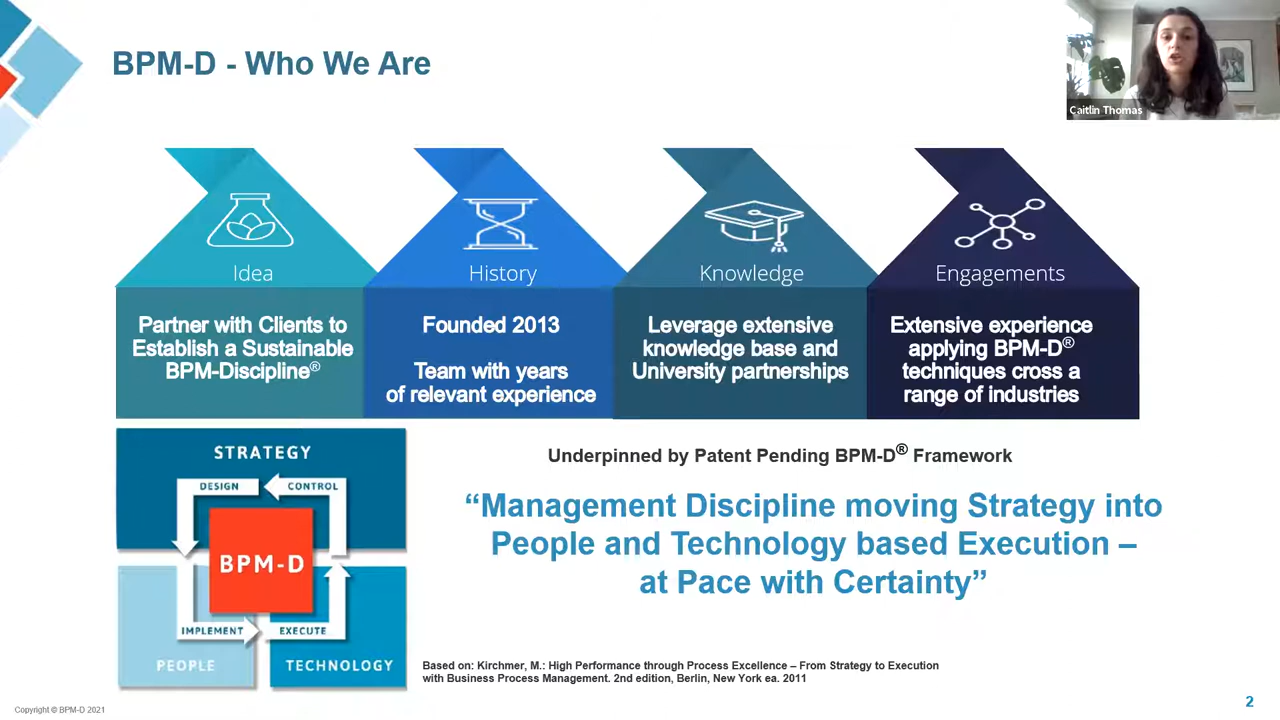 BPM-D - Who We Are
Caitlin Thomas
Idea
Partner with Clients to
Establish a Sustainable
BPM-Discipline®
History
Founded 2013
Team with years
of relevant experience
Knowledge
Leverage extensive
knowledge base and
University partnerships
Engagements
Extensive experience
applying BPM-D®
techniques cross a
range of industries
STRATEGY
DESIGN
CONTROL
BPM-D
IMPLEMENT
EXECUTE
PEOPLE
TECHNOLOGY
Underpinned by Patent Pending BPM-D® Framework
“Management Discipline moving Strategy into
People and Technology based Execution –
at Pace with Certainty”
Based on: Kirchmer, M.: High Performance through Process Excellence – From Strategy to Execution
with Business Process Management. 2nd edition, Berlin, New York ea. 2011
Copyright © BPM-D 2021
2